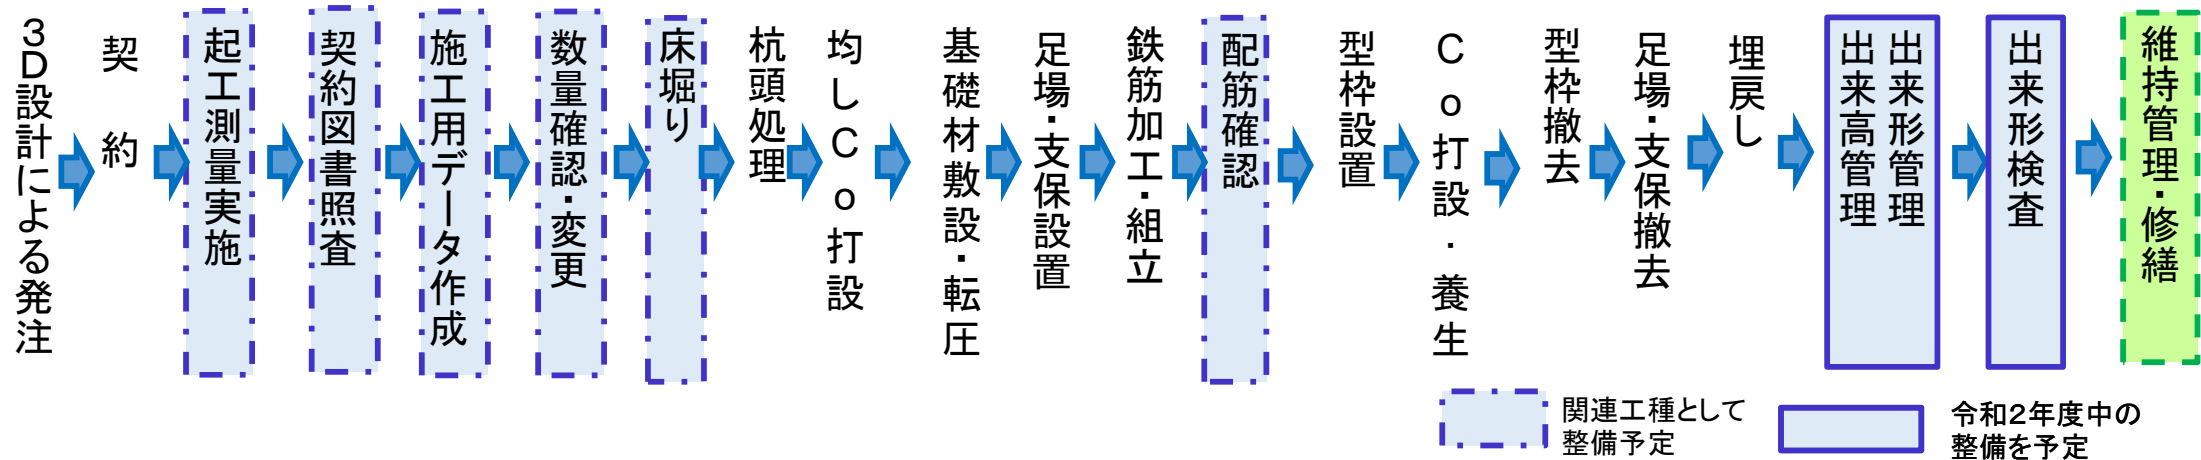 3D設計による発注
契約
起工測量実施
契約図書照査
施工用データ作成
数量確認・変更
床堀り
杭頭処理
均しCo打設
基礎材敷設・転圧
足場・支保設置
鉄筋加工・組立
配筋確認
型枠設置
Co打設・養生
型枠撤去
足場・支保撤去
埋戻し
出来形管理
出来高管理
出来形検査
維持管理・修繕
関連工種として
整備予定
令和2年度中の
整備を予定